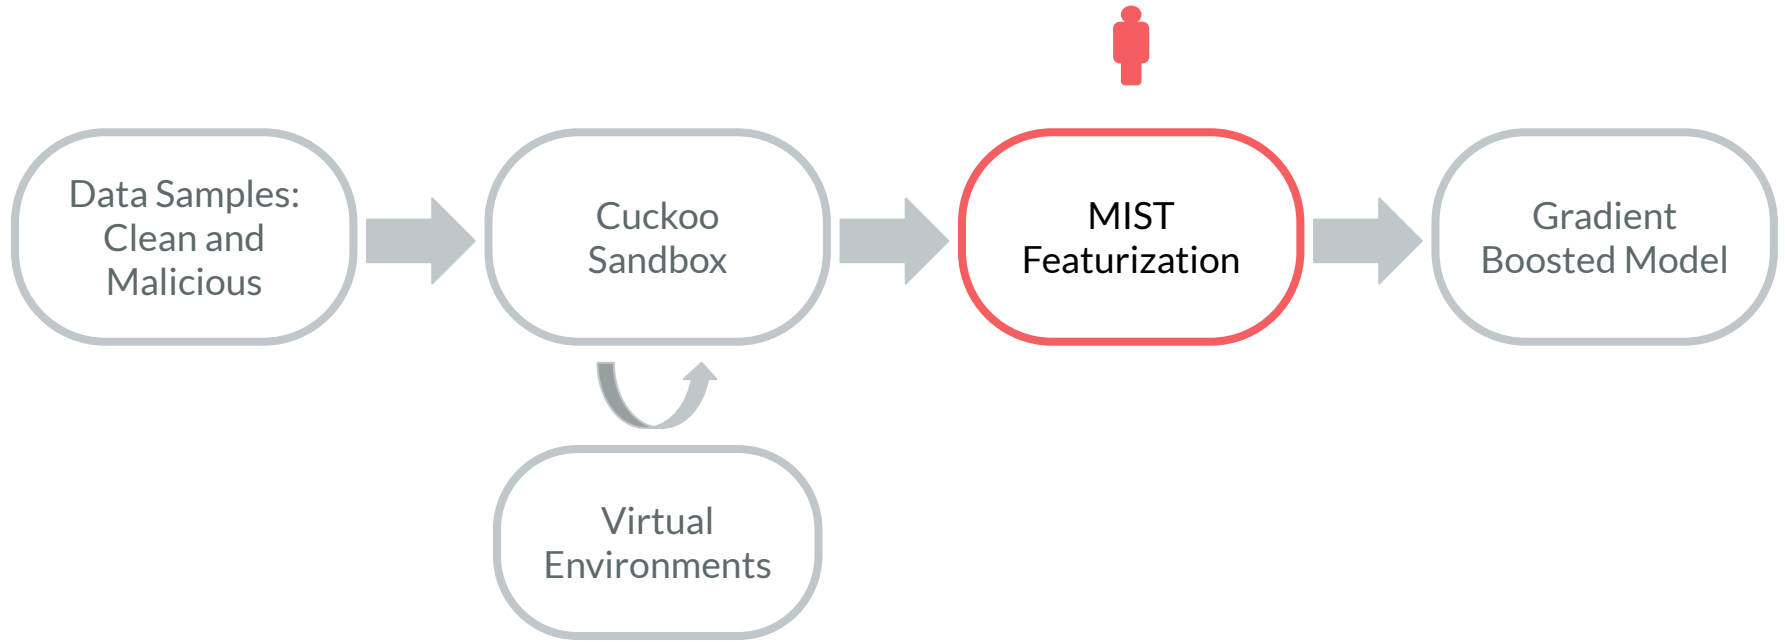 Data Samples:
Clean and
Malicious
Cuckoo
Sandbox
MIST
Featurization
Gradient
Boosted Model
Virtual
Environments